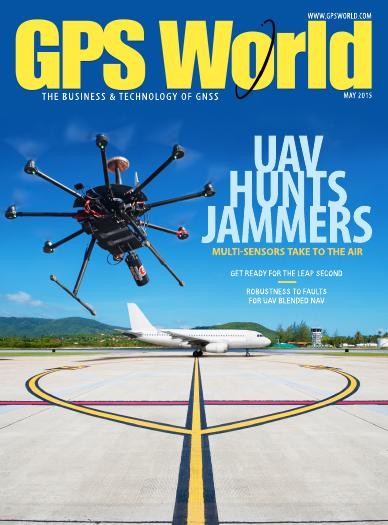 WWW.GPSWORLD.COM
GPS World
THE BUSINESS & TECHNOLOGY OF GNSS
MAY 2015
UAV
HUNTS
JAMMERS
MULTI-SENSORS TAKE TO THE AIR
GET READY FOR THE LEAP SECOND
ROBUSTNESS TO FAULTS
FOR UAV BLENDED NAV